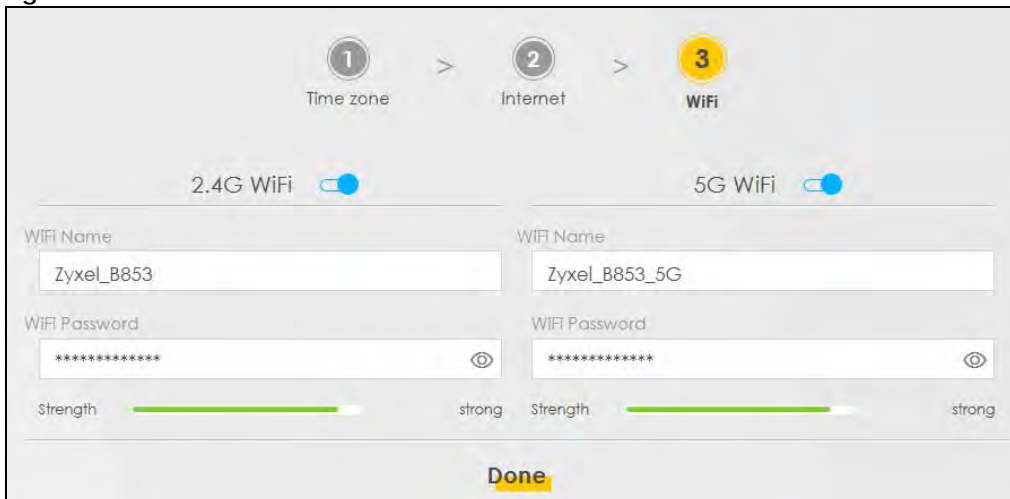 1 > 2 > 3
Time zone Internet WiFi
2.4G WiFi 5G WiFi
WiFi Name WiFi Name
Zyxel_B853 Zyxel_B853_5G
WiFi Password WiFi Password
************* *************
Strength strong Strength strong
Done